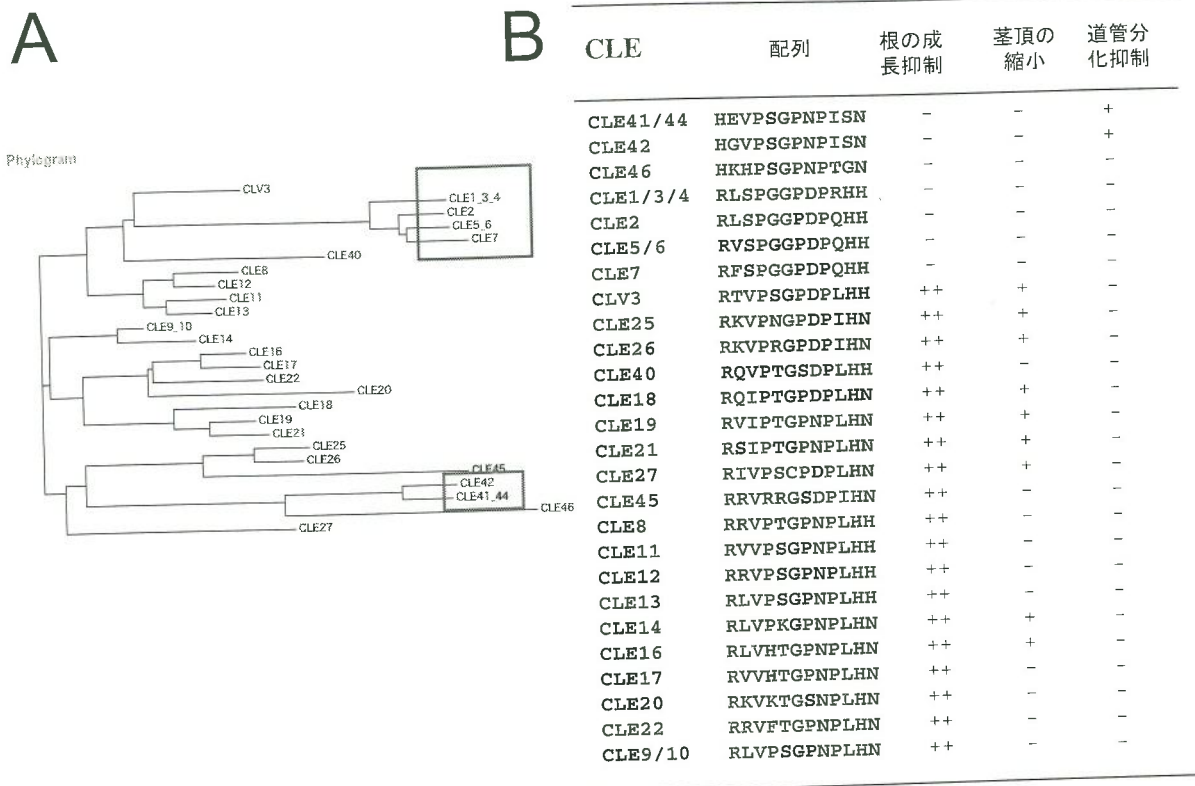 A
Phylogram
CLV3
CLE1_3_4
CLE2
CLE5_6
CLE7
CLE40
CLE8
CLE12
CLE11
CLE13
CLE9_10
CLE14
CLE16
CLE17
CLE22
CLE20
CLE18
CLE19
CLE21
CLE25
CLE26
CLE45
CLE42
CLE41_44
CLE46
CLE27
B
CLE 配列 根の成長抑制 茎頂の縮小 道管分化抑制
CLE41/44 HEVPSGPNPISN - - +
CLE42 HGVPSGPNPISN - - +
CLE46 HKHPSGPNPTGN - - -
CLE1/3/4 RLSPGGPDPRHH - - -
CLE2 RLSPGGPDPQHH - - -
CLE5/6 RVSPGGPDPQHH - - -
CLE7 RFSPGGPDPQHH - - -
CLV3 RTVPSGPDPLHH ++ + -
CLE25 RKVPNGPDPIHN ++ + -
CLE26 RKVPRGPDPIHN ++ + -
CLE40 RQVPTGSDPLHH ++ - -
CLE18 RQIPTGPDPLHN ++ + -
CLE19 RVIPTGPNPLHN ++ + -
CLE21 RSIPTGPNPLHN ++ + -
CLE27 RIVPSCPDPLHN ++ + -
CLE45 RRVRRGSDPIHN ++ - -
CLE8 RRVPTGPNPLHH ++ - -
CLE11 RVVPSGPNPLHH ++ - -
CLE12 RRVPSGPNPLHH ++ - -
CLE13 RLVPSGPNPLHH ++ - -
CLE14 RLVPKGPNPLHN ++ + -
CLE16 RLVHTGPNPLHN ++ + -
CLE17 RVVHTGPNPLHN ++ - -
CLE20 RKVKTGSNPLHN ++ - -
CLE22 RRVFTGPNPLHN ++ - -
CLE9/10 RLVPSGPNPLHN ++ - -